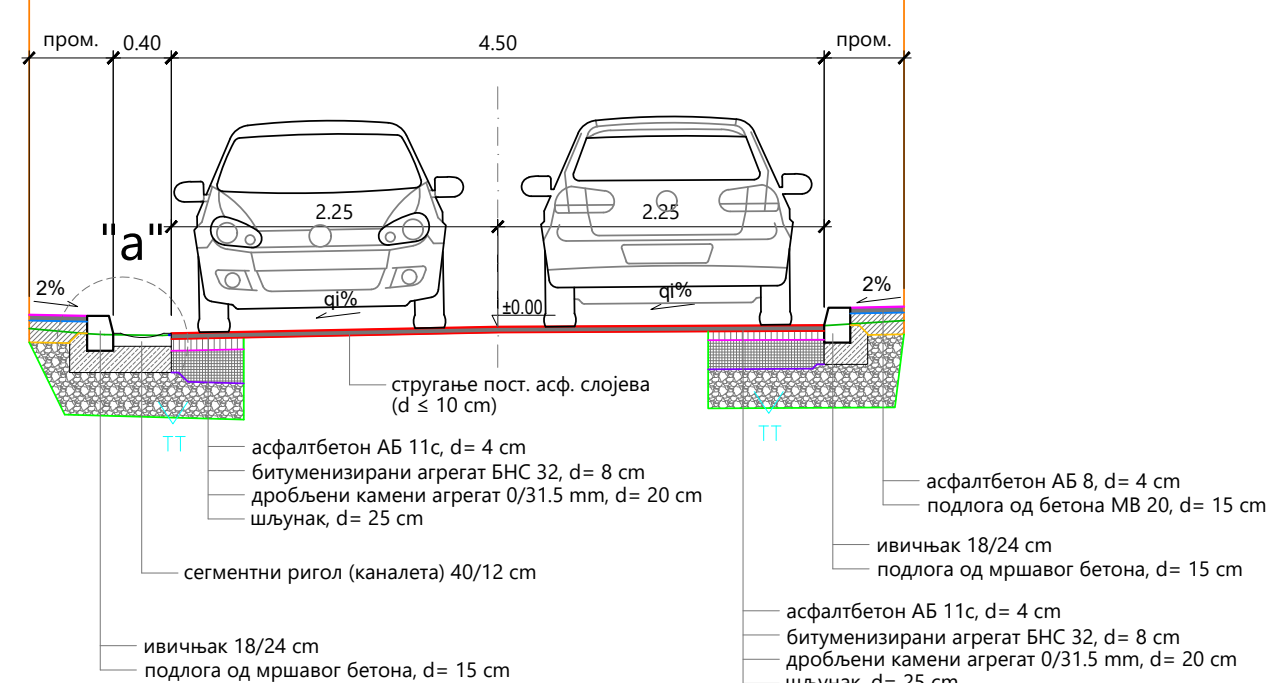 пром.
0.40
4.50
пром.
2.25
2.25
"а"
2%
2%
qi%
qi%
±0.00
стругање пост. асф. слојева
(d ≤ 10 cm)
TT
TT
асфалтбетон АБ 11с, d= 4 cm
битуменизирани агрегат БНС 32, d= 8 cm
дробљени камени агрегат 0/31.5 mm, d= 20 cm
шљунак, d= 25 cm
асфалтбетон АБ 8, d= 4 cm
подлога од бетона МВ 20, d= 15 cm
ивичњак 18/24 cm
подлога од мршавог бетона, d= 15 cm
сегментни ригол (каналета) 40/12 cm
асфалтбетон АБ 11с, d= 4 cm
битуменизирани агрегат БНС 32, d= 8 cm
дробљени камени агрегат 0/31.5 mm, d= 20 cm
шљунак, d= 25 cm
ивичњак 18/24 cm
подлога од мршавог бетона, d= 15 cm